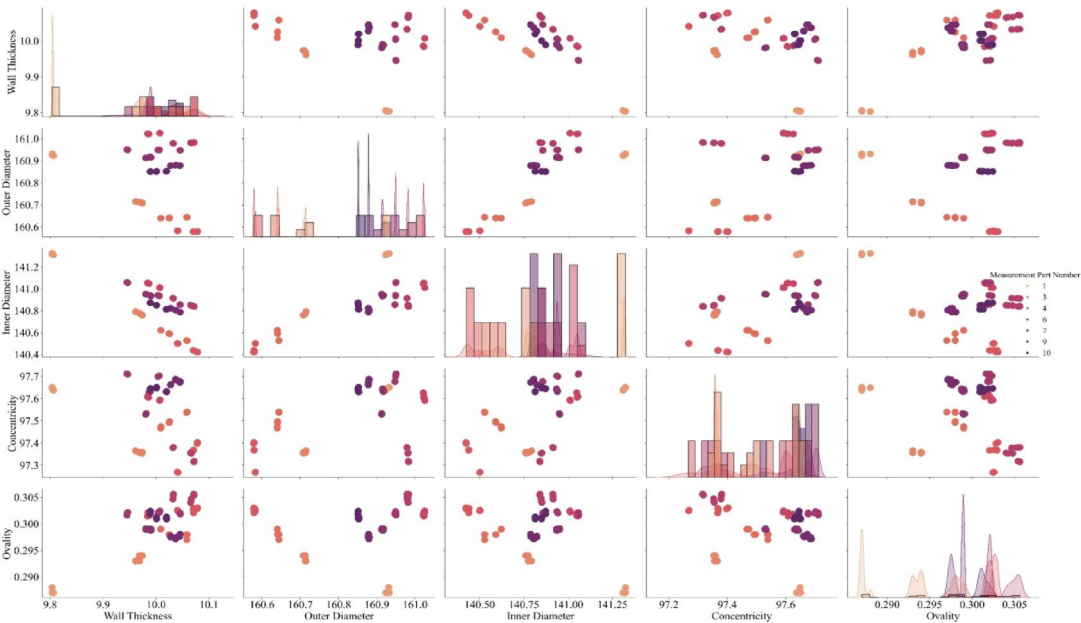 Wall Thickness
10.0
9.9
9.8
Outer Diameter
161.0
160.9
160.8
160.7
160.6
Inner Diameter
141.2
141.0
140.8
140.6
140.4
Concentricity
97.7
97.6
97.5
97.4
97.3
Ovality
0.305
0.300
0.295
0.290
9.8 9.9 10.0 10.1
Wall Thickness
160.6 160.7 160.8 160.9 161.0
Outer Diameter
140.50 140.75 141.00 141.25
Inner Diameter
97.2 97.4 97.6
Concentricity
0.290 0.295 0.300 0.305
Ovality
Measurement Part Number
1
3
4
6
7
9
10